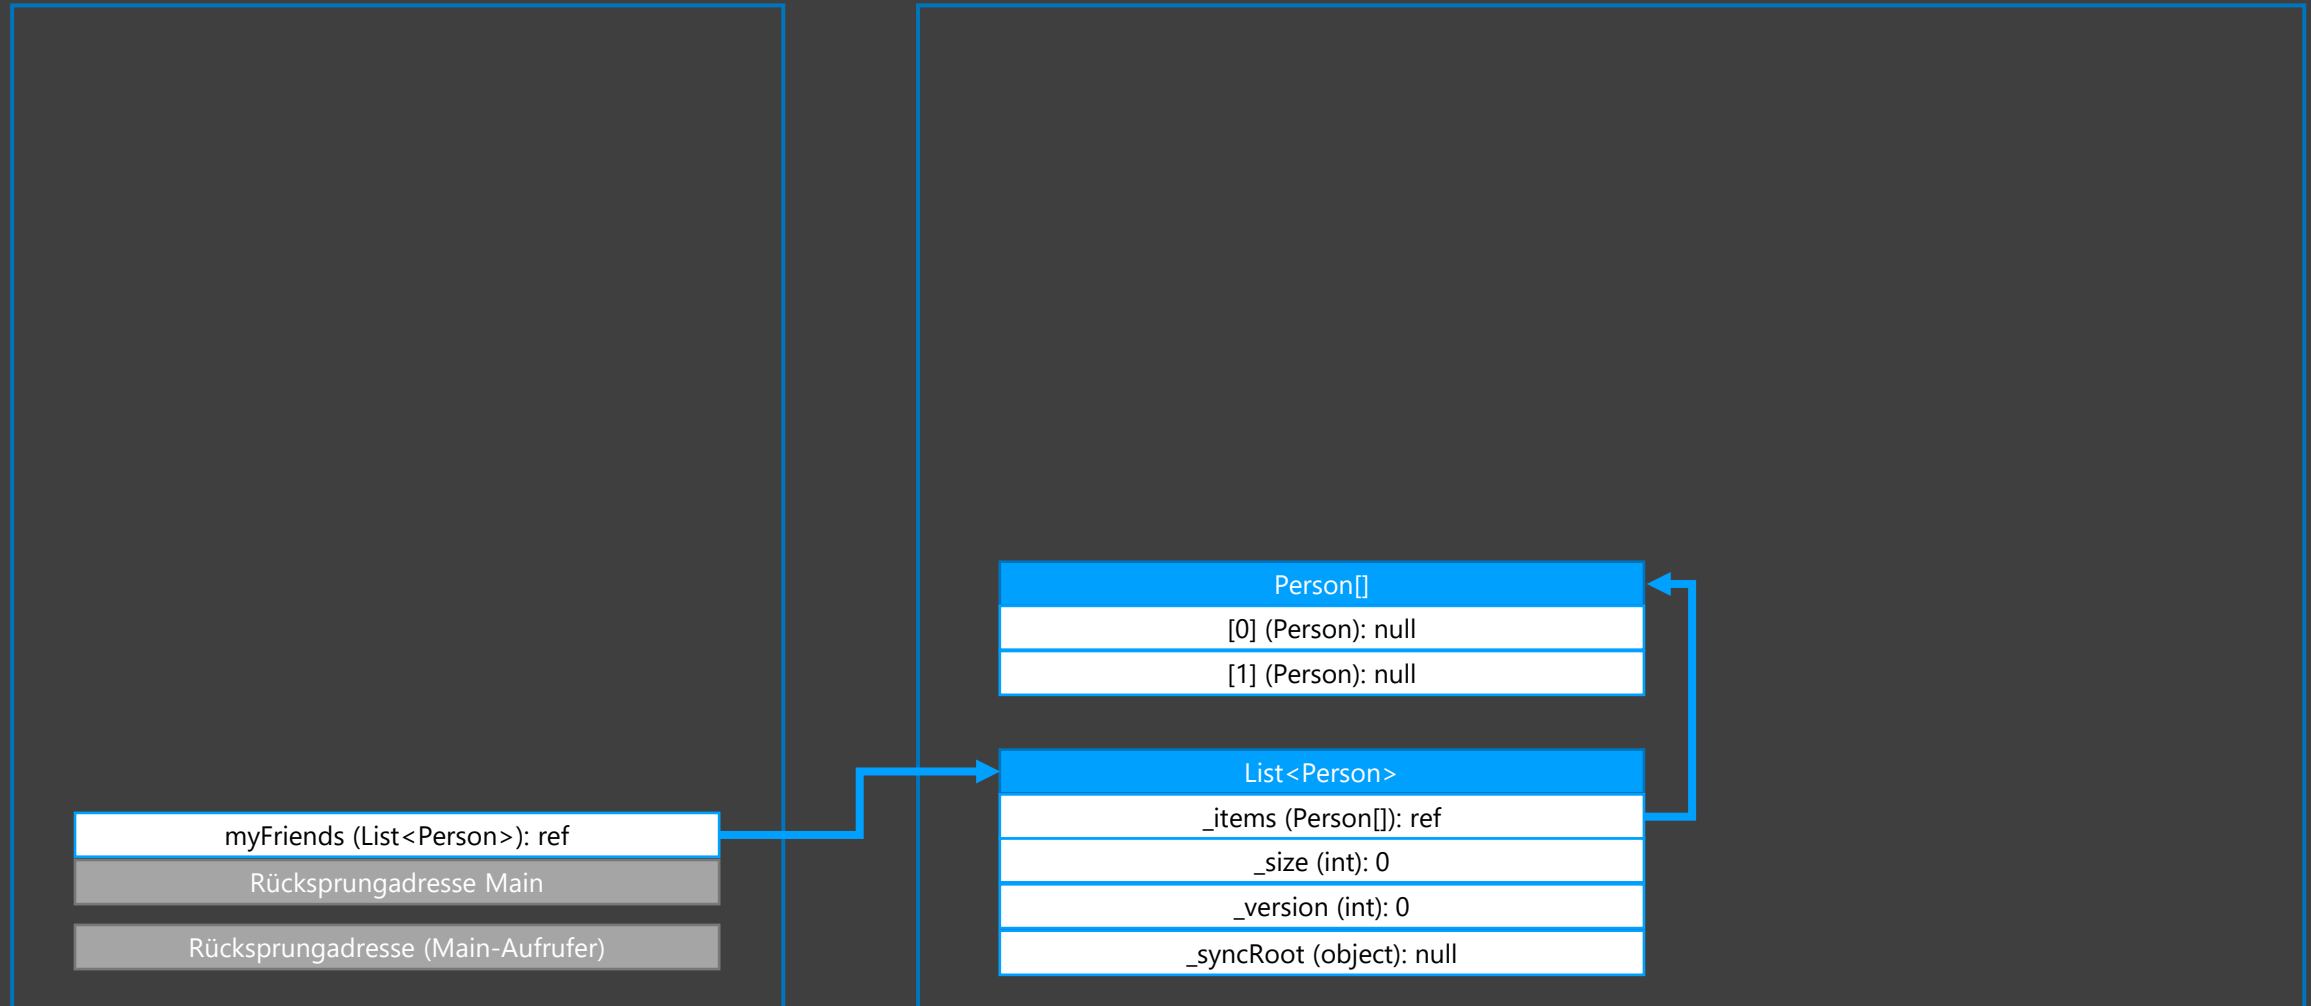 myFriends (List<Person>): ref
Rücksprungadresse Main
Rücksprungadresse (Main-Aufrufer)
Person[]
[0] (Person): null
[1] (Person): null
List<Person>
_items (Person[]): ref
_size (int): 0
_version (int): 0
_syncRoot (object): null